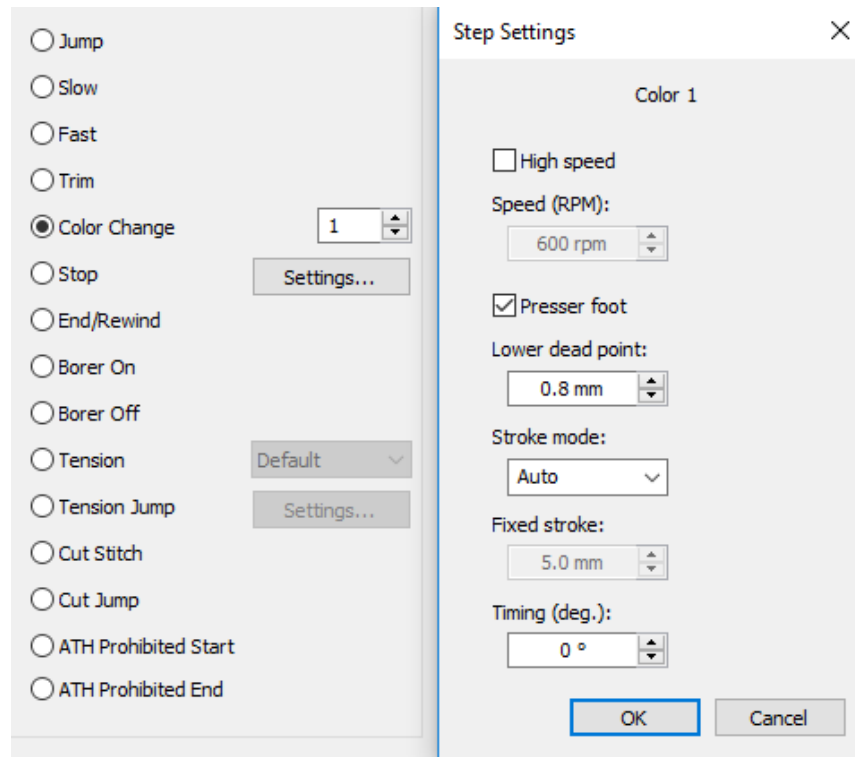 Jump
Slow
Fast
Trim
Color Change 1
Stop Settings...
End/Rewind
Borer On
Borer Off
Tension Default
Tension Jump Settings...
Cut Stitch
Cut Jump
ATH Prohibited Start
ATH Prohibited End
Step Settings
Color 1
High speed
Speed (RPM):
600 rpm
Presser foot
Lower dead point:
0.8 mm
Stroke mode:
Auto
Fixed stroke:
5.0 mm
Timing (deg.):
0 °
OK Cancel